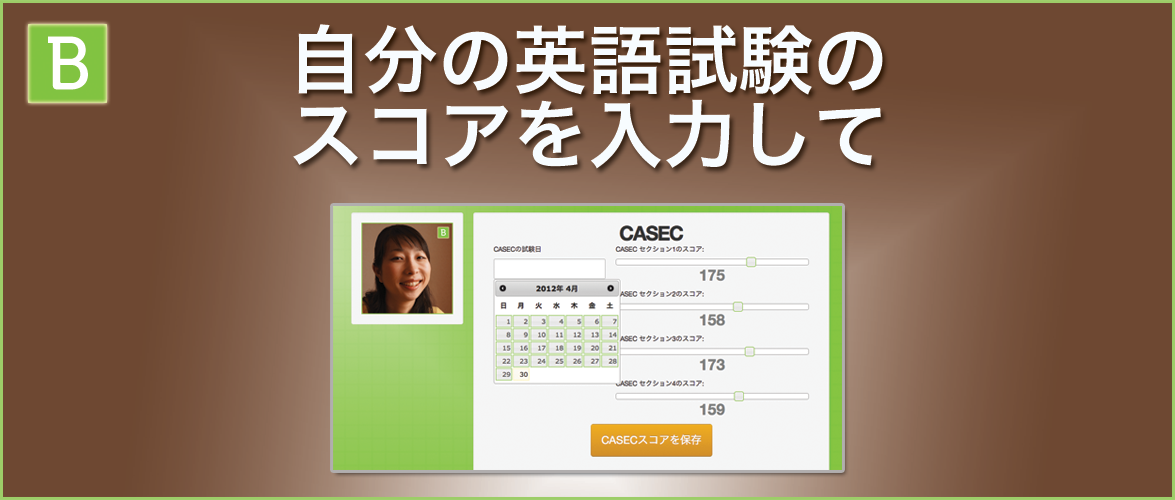 B
自分の英語試験の
スコアを入力して
B
CASEC
CASECの試験日
CASEC セクション1のスコア:
175
2012年 4月
日 月 火 水 木 金 土
1 2 3 4 5 6 7
8 9 10 11 12 13 14
15 16 17 18 19 20 21
22 23 24 25 26 27 28
29 30
CASEC セクション2のスコア:
158
CASEC セクション3のスコア:
173
CASEC セクション4のスコア:
159
CASECスコアを保存